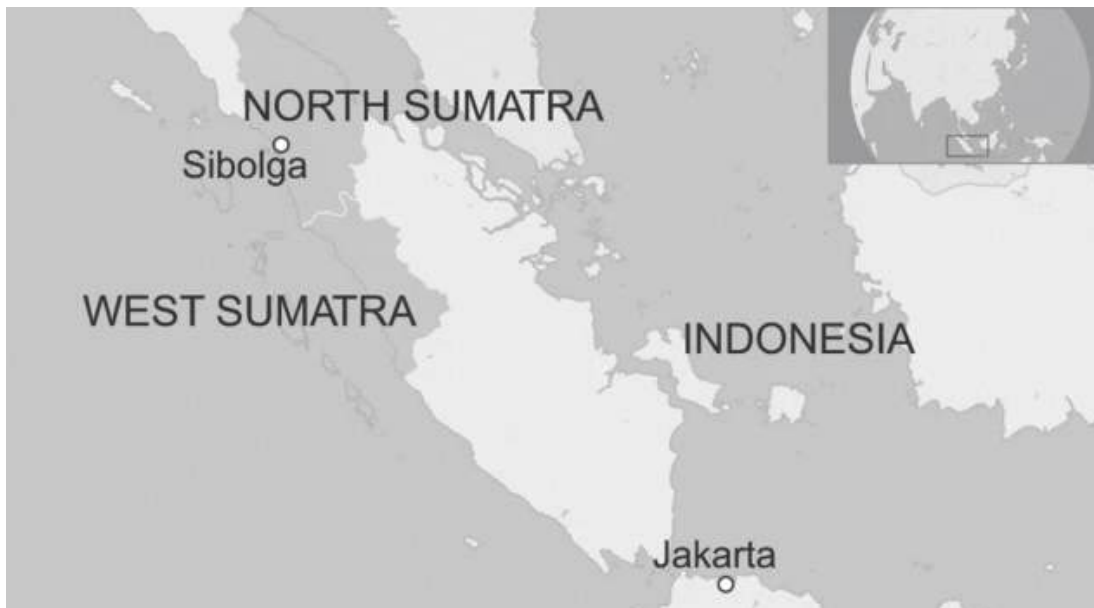 NORTH SUMATRA
Sibolga
WEST SUMATRA
INDONESIA
Jakarta